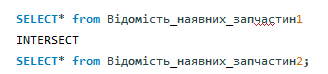 SELECT* from Відомість_наявних_запчастин1
INTERSECT
SELECT* from Відомість_наявних_запчастин2;